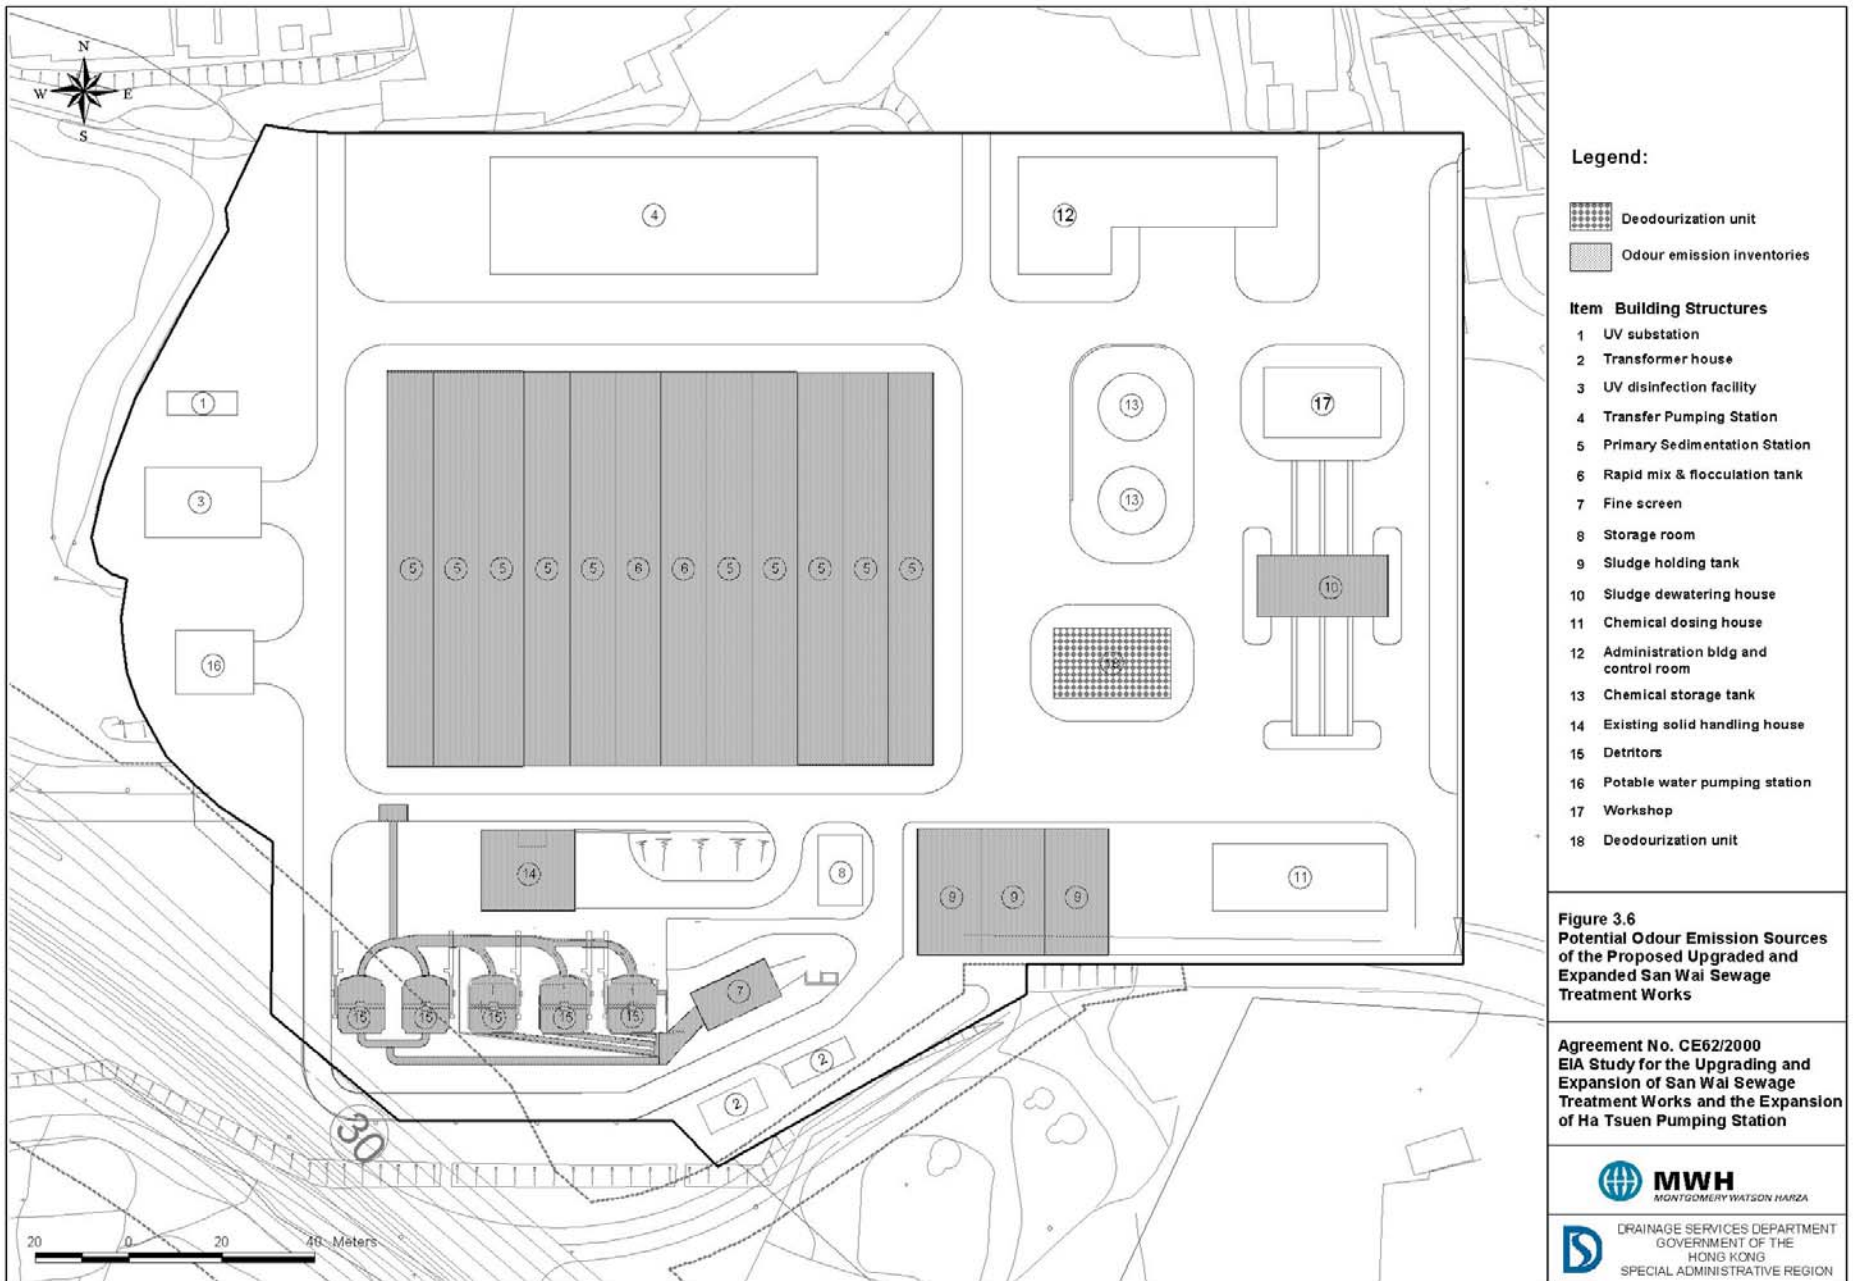 N
W E
S
4
12
1
3
16
5 5 5 5 5 6 6 5 5 5 5 5
13
13
17
10
18
14
8
9 9 9
11
15 15 15 15 15
7
2
2
30
20 0 20 40 Meters
Legend:
Deodourization unit
Odour emission inventories
Item Building Structures
1 UV substation
2 Transformer house
3 UV disinfection facility
4 Transfer Pumping Station
5 Primary Sedimentation Station
6 Rapid mix & flocculation tank
7 Fine screen
8 Storage room
9 Sludge holding tank
10 Sludge dewatering house
11 Chemical dosing house
12 Administration bldg and
control room
13 Chemical storage tank
14 Existing solid handling house
15 Detritors
16 Potable water pumping station
17 Workshop
18 Deodourization unit
Figure 3.6
Potential Odour Emission Sources
of the Proposed Upgraded and
Expanded San Wai Sewage
Treatment Works
Agreement No. CE62/2000
EIA Study for the Upgrading and
Expansion of San Wai Sewage
Treatment Works and the Expansion
of Ha Tsuen Pumping Station
MWH
MONTGOMERY WATSON HARZA
DRAINAGE SERVICES DEPARTMENT
GOVERNMENT OF THE
HONG KONG
SPECIAL ADMINISTRATIVE REGION